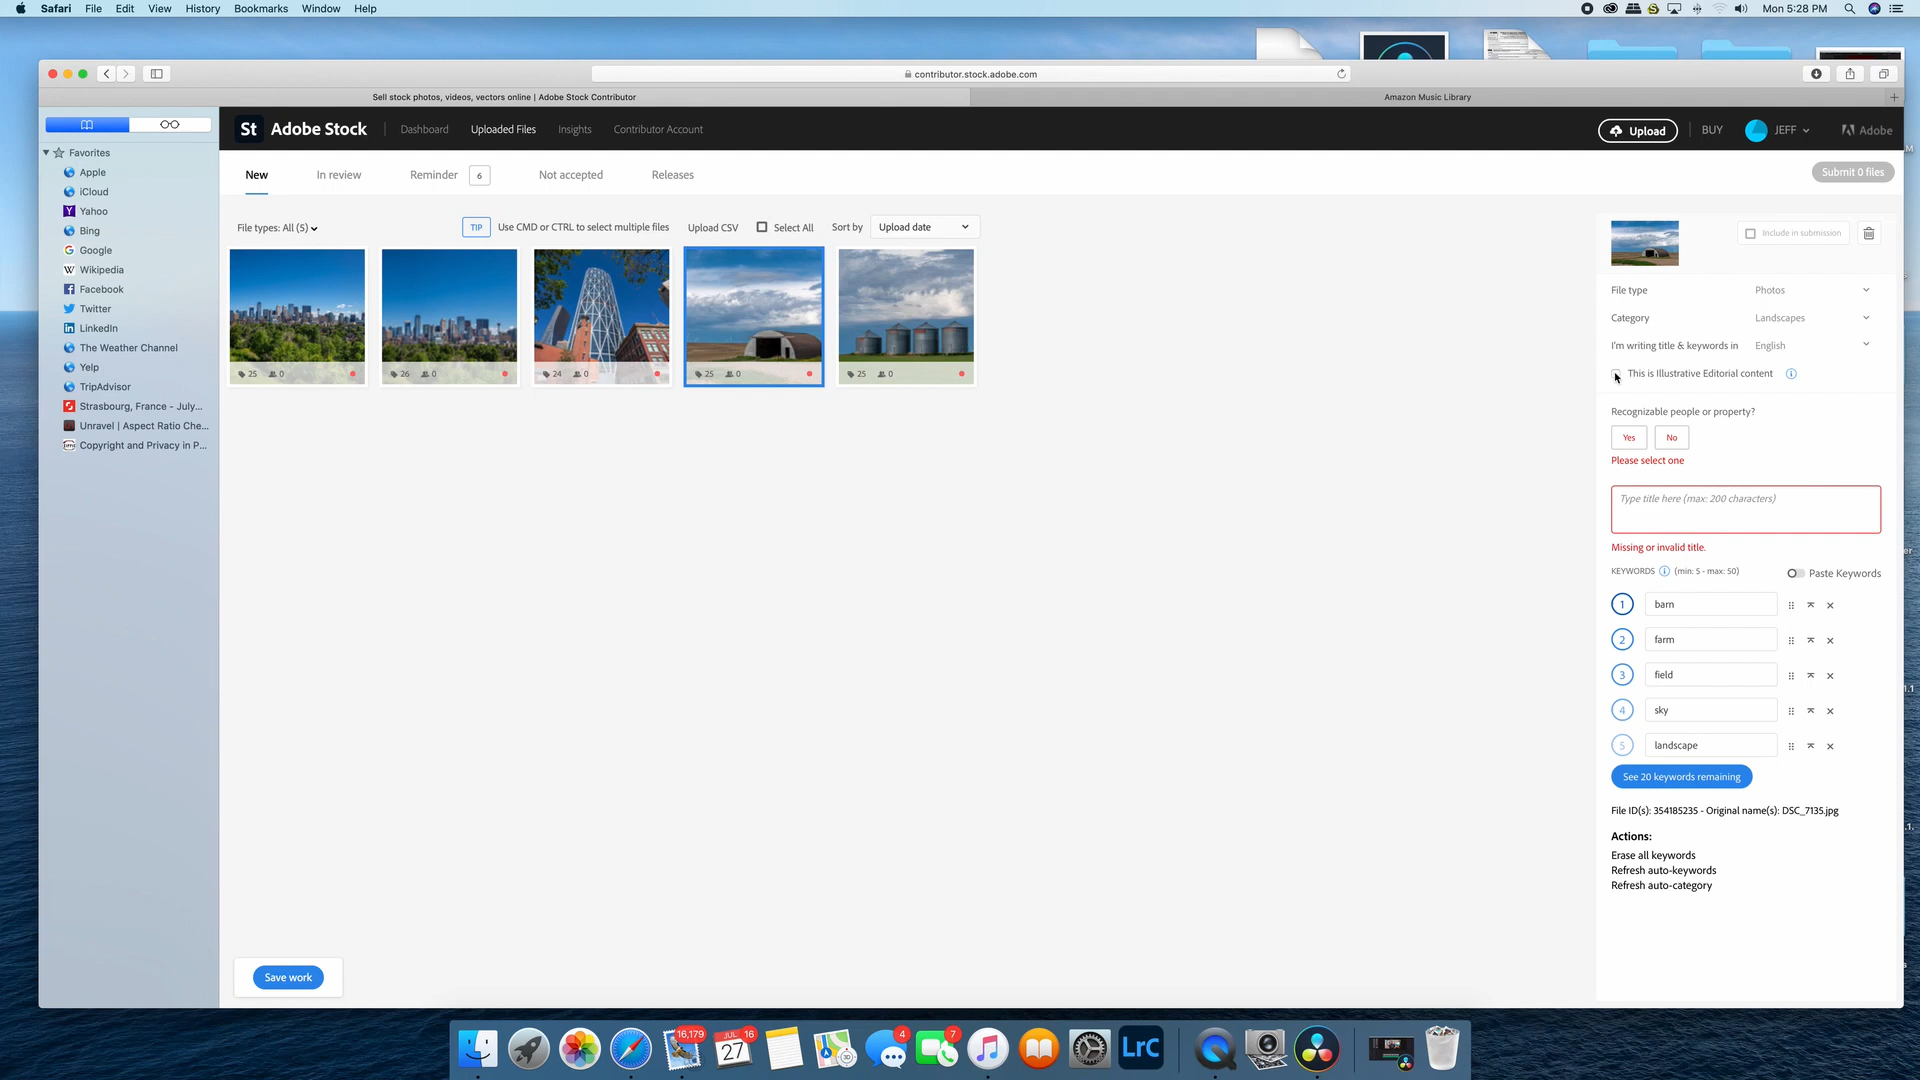 Safari File Edit View History Bookmarks Window Help Mon 5:28 PM
contributor.stock.adobe.com
Sell stock photos, videos, vectors online | Adobe Stock Contributor
Amazon Music Library
St Adobe Stock Dashboard Uploaded Files Insights Contributor Account Upload BUY JEFF Adobe
Favorites
Apple
iCloud
Yahoo
Bing
Google
Wikipedia
Facebook
Twitter
LinkedIn
The Weather Channel
Yelp
TripAdvisor
Strasbourg, France - July...
Unravel | Aspect Ratio Che...
Copyright and Privacy in P...
New In review Reminder 6 Not accepted Releases Submit 0 files
File types: All (5) TIP Use CMD or CTRL to select multiple files Upload CSV Select All Sort by Upload date
25 0
26 0
24 0
25 0
25 0
Include in submission
File type Photos
Category Landscapes
I'm writing title & keywords in English
This is Illustrative Editorial content
Recognizable people or property?
Yes No
Please select one
Type title here (max: 200 characters)
Missing or invalid title.
KEYWORDS (min: 5 - max: 50) Paste Keywords
1 barn
2 farm
3 field
4 sky
5 landscape
See 20 keywords remaining
File ID(s): 354185235 - Original name(s): DSC_7135.jpg
Actions:
Erase all keywords
Refresh auto-keywords
Refresh auto-category
Save work
16,179
JUL 16
27
3D
4
7
LrC